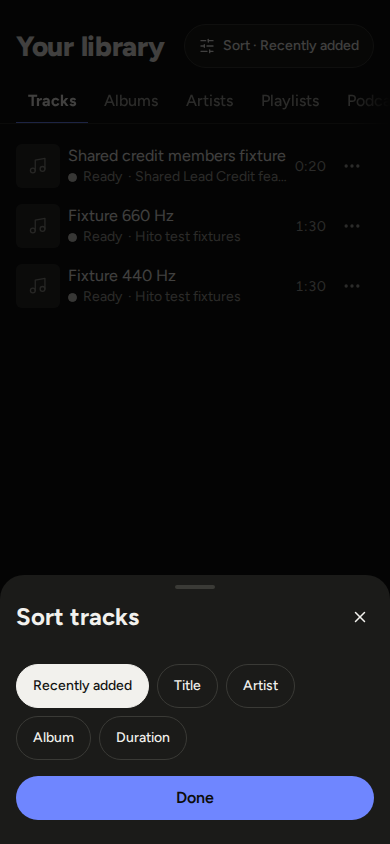 Your library
Sort · Recently added
Tracks Albums Artists Playlists Podc
Shared credit members fixture 0:20
Ready · Shared Lead Credit fea...
Fixture 660 Hz 1:30
Ready · Hito test fixtures
Fixture 440 Hz 1:30
Ready · Hito test fixtures
Sort tracks
Recently added Title Artist
Album Duration
Done